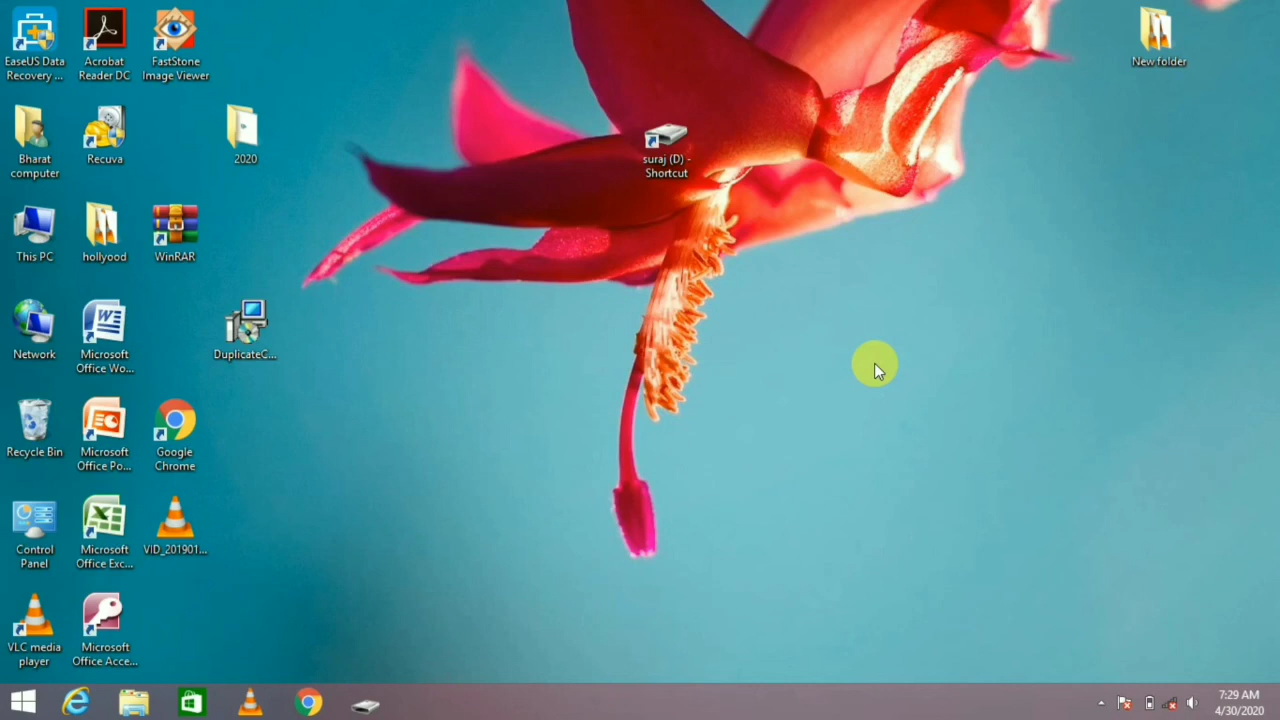 EaseUS Data
Recovery ...
Acrobat
Reader DC
FastStone
Image Viewer
New folder
Bharat
computer
Recuva
2020
suraj (D) -
Shortcut
This PC
hollyood
WinRAR
Network
Microsoft
Office Wo...
DuplicateC...
Recycle Bin
Microsoft
Office Po...
Google
Chrome
Control
Panel
Microsoft
Office Exc...
VID_201901...
VLC media
player
Microsoft
Office Acce...
7:29 AM
4/30/2020